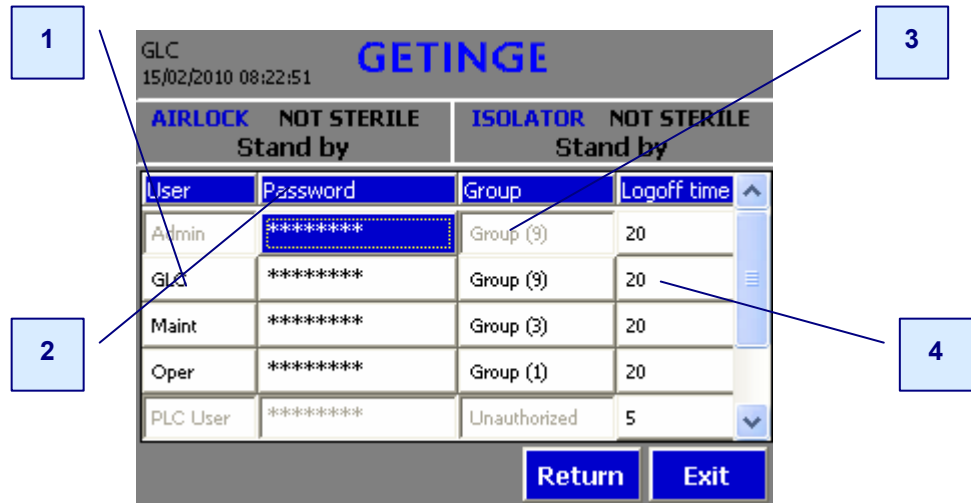 1
3
GLC
GETINGE
15/02/2010 08:22:51
AIRLOCK NOT STERILE
Stand by
ISOLATOR NOT STERILE
Stand by
User Password Group Logoff time
Admin ******** Group (9) 20
GLC ******** Group (9) 20
Maint ******** Group (3) 20
Oper ******** Group (1) 20
PLC User ******** Unauthorized 5
2
4
Return Exit